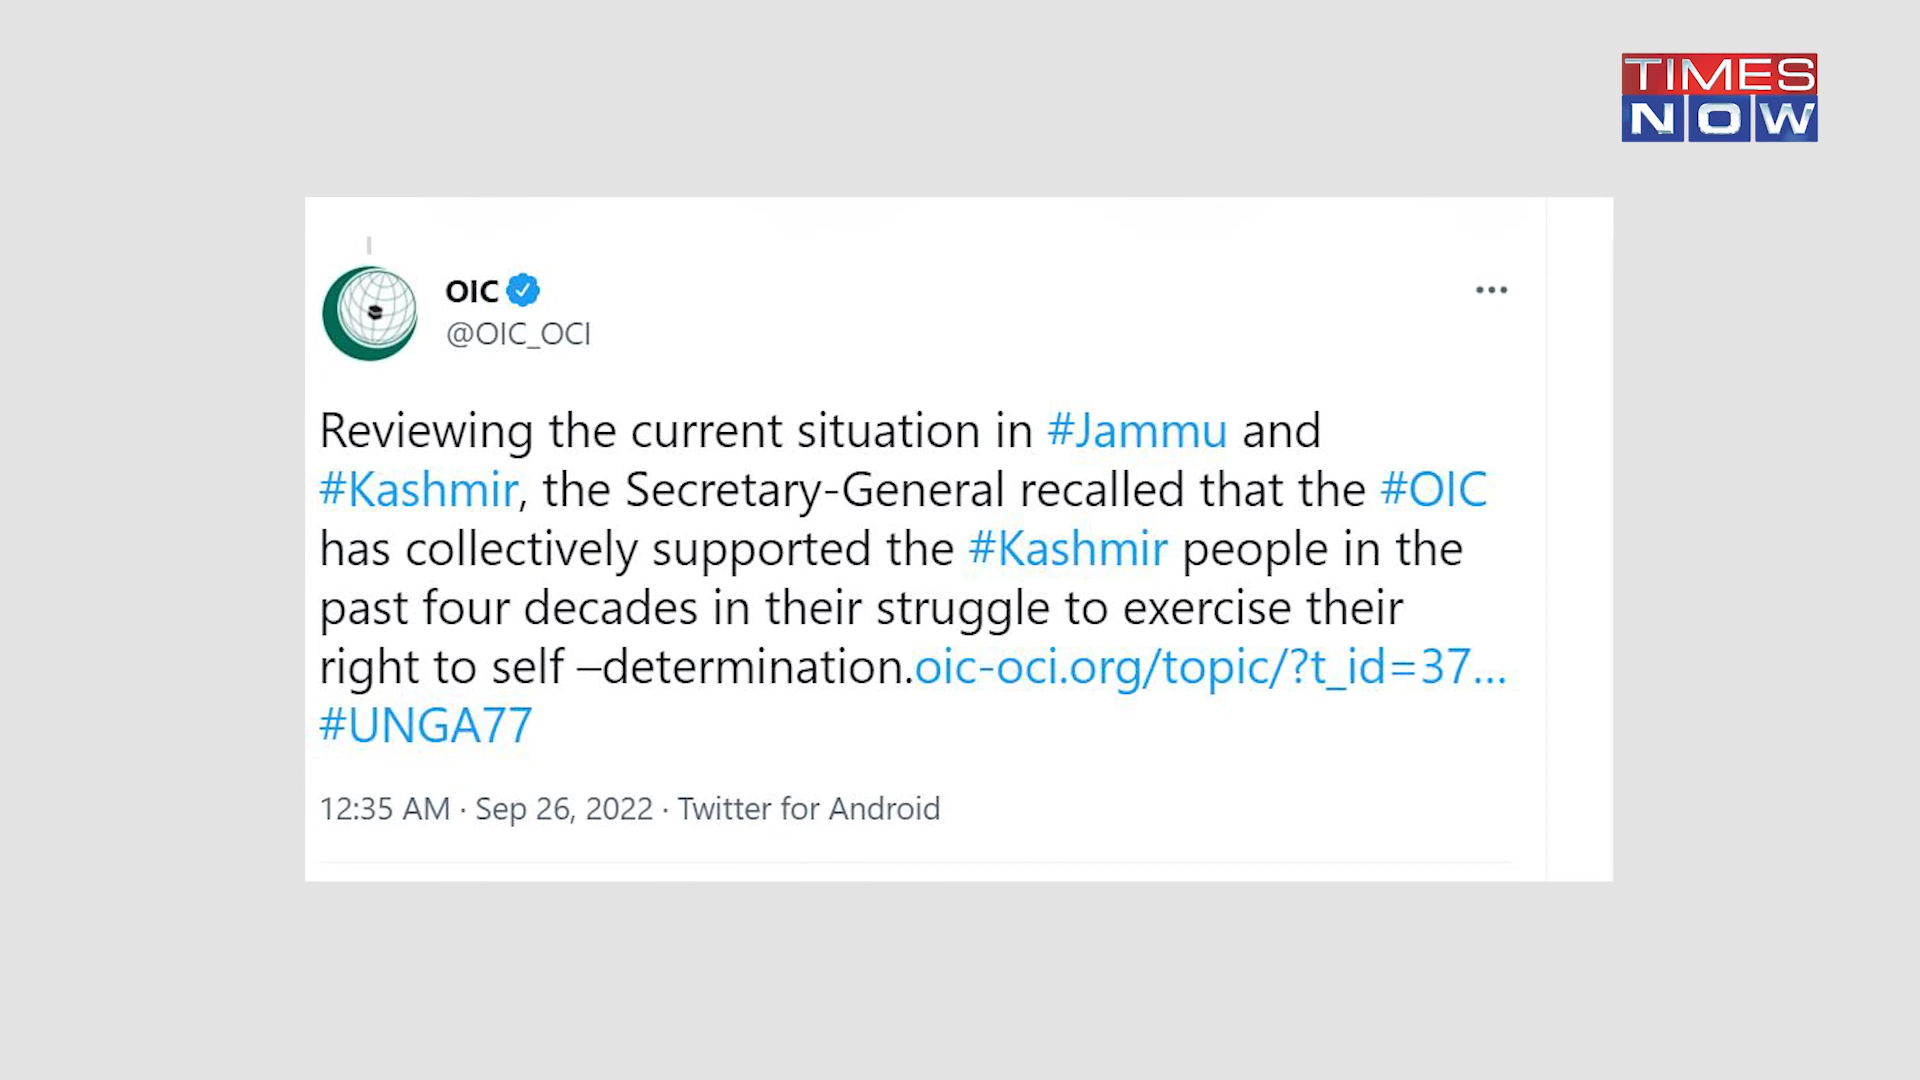 TIMES
NOW
OIC
@OIC_OCI
Reviewing the current situation in #Jammu and
#Kashmir, the Secretary-General recalled that the #OIC
has collectively supported the #Kashmir people in the
past four decades in their struggle to exercise their
right to self –determination.oic-oci.org/topic/?t_id=37...
#UNGA77
12:35 AM · Sep 26, 2022 · Twitter for Android